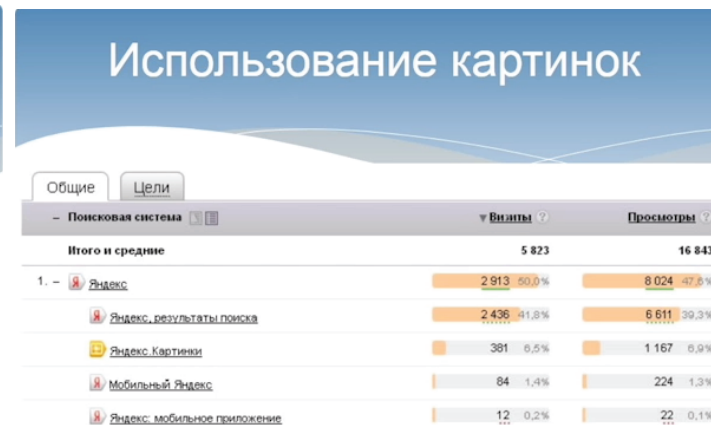 Использование картинок
Общие Цели
– Поисковая система ▼ Визиты ? Просмотры ?
Итого и средние 5 823 16 843
1. – Яндекс 2 913 50,0% 8 024 47,6%
Яндекс, результаты поиска 2 436 41,8% 6 611 39,3%
Яндекс.Картинки 381 6,5% 1 167 6,9%
Мобильный Яндекс 84 1,4% 224 1,3%
Яндекс: мобильное приложение 12 0,2% 22 0,1%